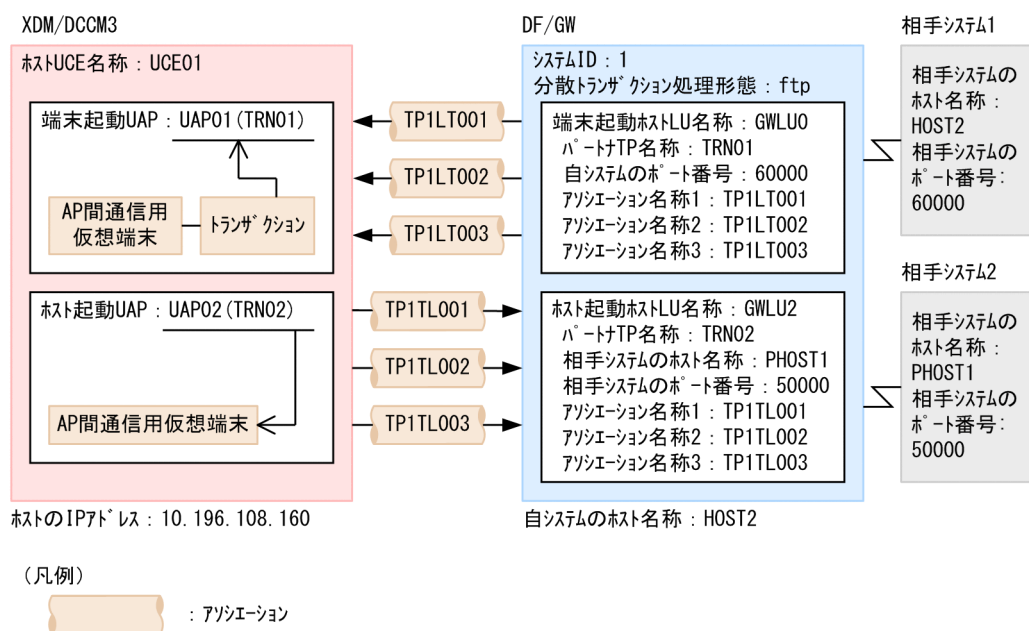 XDM/DCCM3
ﾎｽﾄUCE名称：UCE01
端末起動UAP：UAP01(TRN01)
AP間通信用
仮想端末
ﾄﾗﾝｻﾞｸｼｮﾝ
ﾎｽﾄ起動UAP：UAP02(TRN02)
AP間通信用仮想端末
ﾎｽﾄのIPｱﾄﾞﾚｽ：10.196.108.160
TP1LT001
TP1LT002
TP1LT003
TP1TL001
TP1TL002
TP1TL003
DF/GW
ｼｽﾃﾑID：1
分散ﾄﾗﾝｻﾞｸｼｮﾝ処理形態：ftp
端末起動ﾎｽﾄLU名称：GWLU0
ﾊﾟｰﾄﾅTP名称：TRN01
自ｼｽﾃﾑのﾎﾟｰﾄ番号：60000
ｱｿｼｴｰｼｮﾝ名称1：TP1LT001
ｱｿｼｴｰｼｮﾝ名称2：TP1LT002
ｱｿｼｴｰｼｮﾝ名称3：TP1LT003
ﾎｽﾄ起動ﾎｽﾄLU名称：GWLU2
ﾊﾟｰﾄﾅTP名称：TRN02
相手ｼｽﾃﾑのﾎｽﾄ名称：PHOST1
相手ｼｽﾃﾑのﾎﾟｰﾄ番号：50000
ｱｿｼｴｰｼｮﾝ名称1：TP1TL001
ｱｿｼｴｰｼｮﾝ名称2：TP1TL002
ｱｿｼｴｰｼｮﾝ名称3：TP1TL003
自ｼｽﾃﾑのﾎｽﾄ名称：HOST2
相手ｼｽﾃﾑ1
相手ｼｽﾃﾑの
ﾎｽﾄ名称：
HOST2
相手ｼｽﾃﾑの
ﾎﾟｰﾄ番号：
60000
相手ｼｽﾃﾑ2
相手ｼｽﾃﾑの
ﾎｽﾄ名称：
PHOST1
相手ｼｽﾃﾑの
ﾎﾟｰﾄ番号：
50000
（凡例）
：ｱｿｼｴｰｼｮﾝ